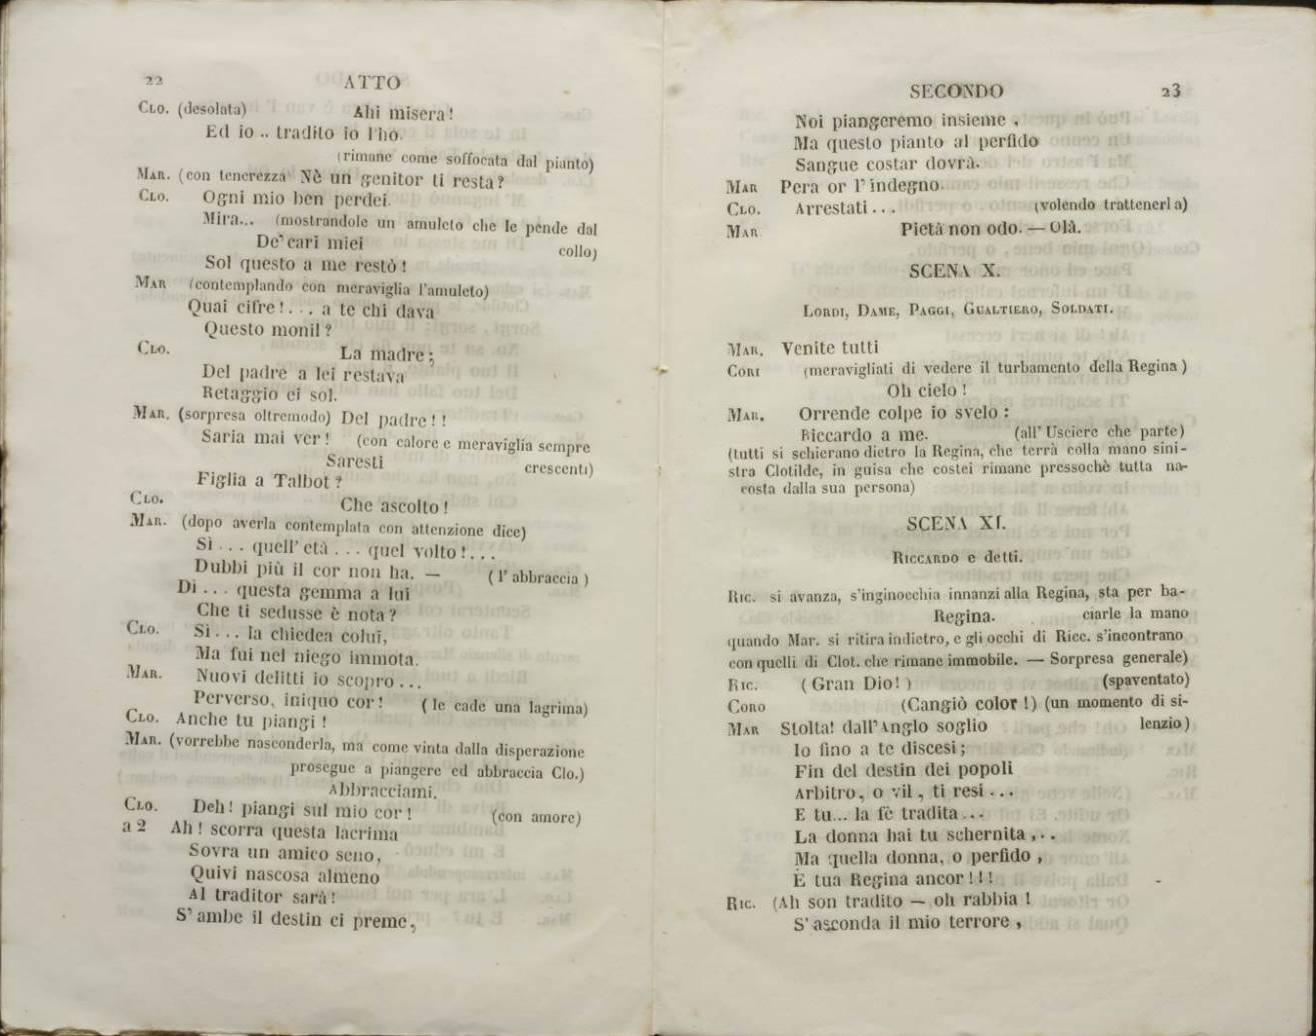 22 ATTO
CLO. (desolata) Ahi misera!
Ed io .. tradito io l'ho.
(rimane come soffocata dal pianto)
MAR. (con tenerezza Nè un genitor ti resta?
CLO. Ogni mio ben perdei.
Mira... (mostrandole un amuleto che le pende dal
De' cari miei collo)
Sol questo a me restò!
MAR (contemplando con meraviglia l'amuleto)
Quai cifre!... a te chi dava
Questo monil?
CLO. La madre;
Del padre a lei restava
Retaggio ei sol.
MAR. (sorpresa oltremodo) Del padre!!
Saria mai ver! (con calore e meraviglia sempre
Saresti crescenti)
Figlia a Talbot?
CLO. Che ascolto!
MAR. (dopo averla contemplata con attenzione dice)
Sì... quell' età... quel volto!...
Dubbi più il cor non ha. — (l'abbraccia)
Di... questa gemma a lui
Che ti sedusse è nota?
CLO. Sì... la chiedea colui,
Ma fui nel niego immota.
MAR. Nuovi delitti io scopro...
Perverso, iniquo cor! (le cade una lagrima)
CLO. Anche tu piangi!
MAR. (vorrebbe nasconderla, ma come vinta dalla disperazione
prosegue a piangere ed abbraccia Clo.)
Abbracciami.
CLO. Deh! piangi sul mio cor! (con amore)
a 2 Ah! scorra questa lacrima
Sovra un amico seno,
Quivi nascosa almeno
Al traditor sarà!
S' ambe il destin ci preme,
SECONDO 23
Noi piangeremo insieme,
Ma questo pianto al perfido
Sangue costar dovrà.
MAR Pera or l'indegno.
CLO. Arrestati... (volendo trattenerla)
MAR Pietà non odo. — Olà.
SCENA X.
LORDI, DAME, PAGGI, GUALTIERO, SOLDATI.
MAR. Venite tutti
CORI (meravigliati di vedere il turbamento della Regina)
Oh cielo!
MAR. Orrende colpe io svelo:
Riccardo a me. (all' Usciere che parte)
(tutti si schierano dietro la Regina, che terrà colla mano sini-
stra Clotilde, in guisa che costei rimane pressochè tutta na-
costa dalla sua persona)
SCENA XI.
RICCARDO e detti.
RIC. si avanza, s'inginocchia innanzi alla Regina, sta per ba-
Regina. ciarle la mano
quando Mar. si ritira indietro, e gli occhi di Ricc. s'incontrano
con quelli di Clot. che rimane immobile. — Sorpresa generale)
RIC. (Gran Dio!) (spaventato)
CORO (Cangiò color!) (un momento di si-
MAR Stolta! dall'Anglo soglio lenzio)
Io fino a te discesi;
Fin del destin dei popoli
Arbitro, o vil, ti resi...
E tu... la fè tradita...
La donna hai tu schernita...
Ma quella donna, o perfido,
È tua Regina ancor!!!
RIC. (Ah son tradito — oh rabbia!
S' asconda il mio terrore,